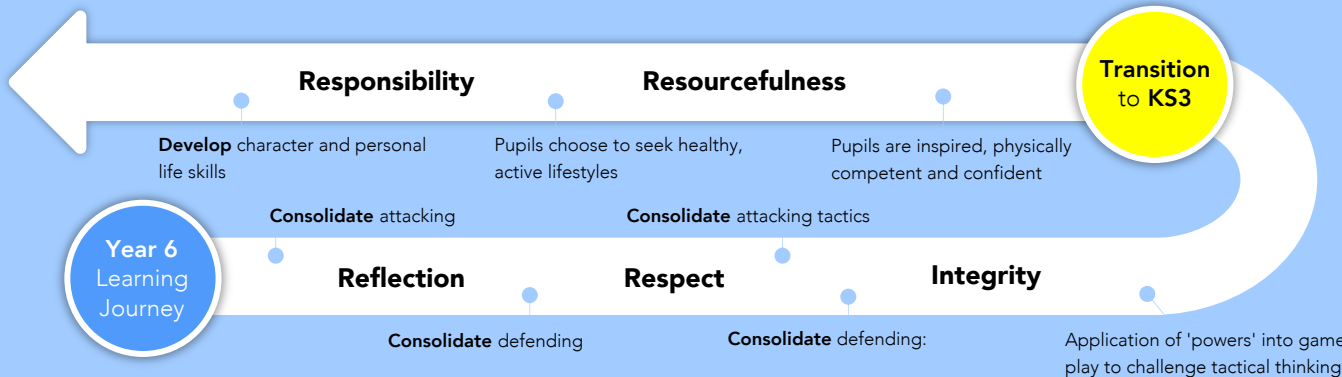 Responsibility
Resourcefulness
Transition
to KS3
Develop character and personal
life skills
Pupils choose to seek healthy,
active lifestyles
Pupils are inspired, physically
competent and confident
Consolidate attacking
Consolidate attacking tactics
Year 6
Learning
Journey
Reflection
Respect
Integrity
Consolidate defending
Consolidate defending:
Application of 'powers' into game
play to challenge tactical thinking